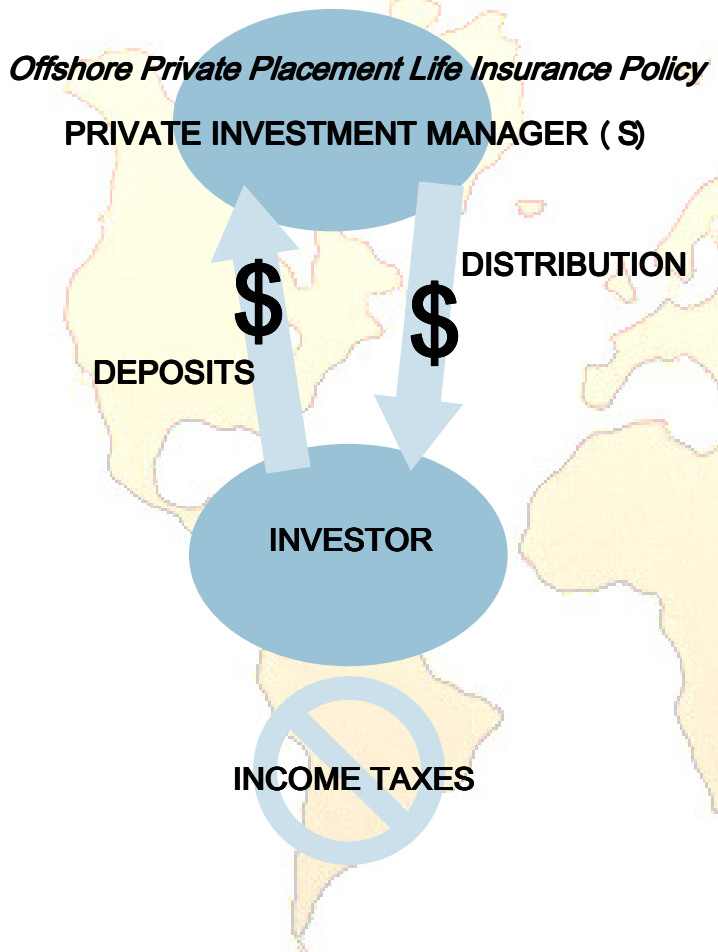 Offshore Private Placement Life Insurance Policy
PRIVATE INVESTMENT MANAGER ( S)
DISTRIBUTION
$
$
DEPOSITS
INVESTOR
INCOME TAXES